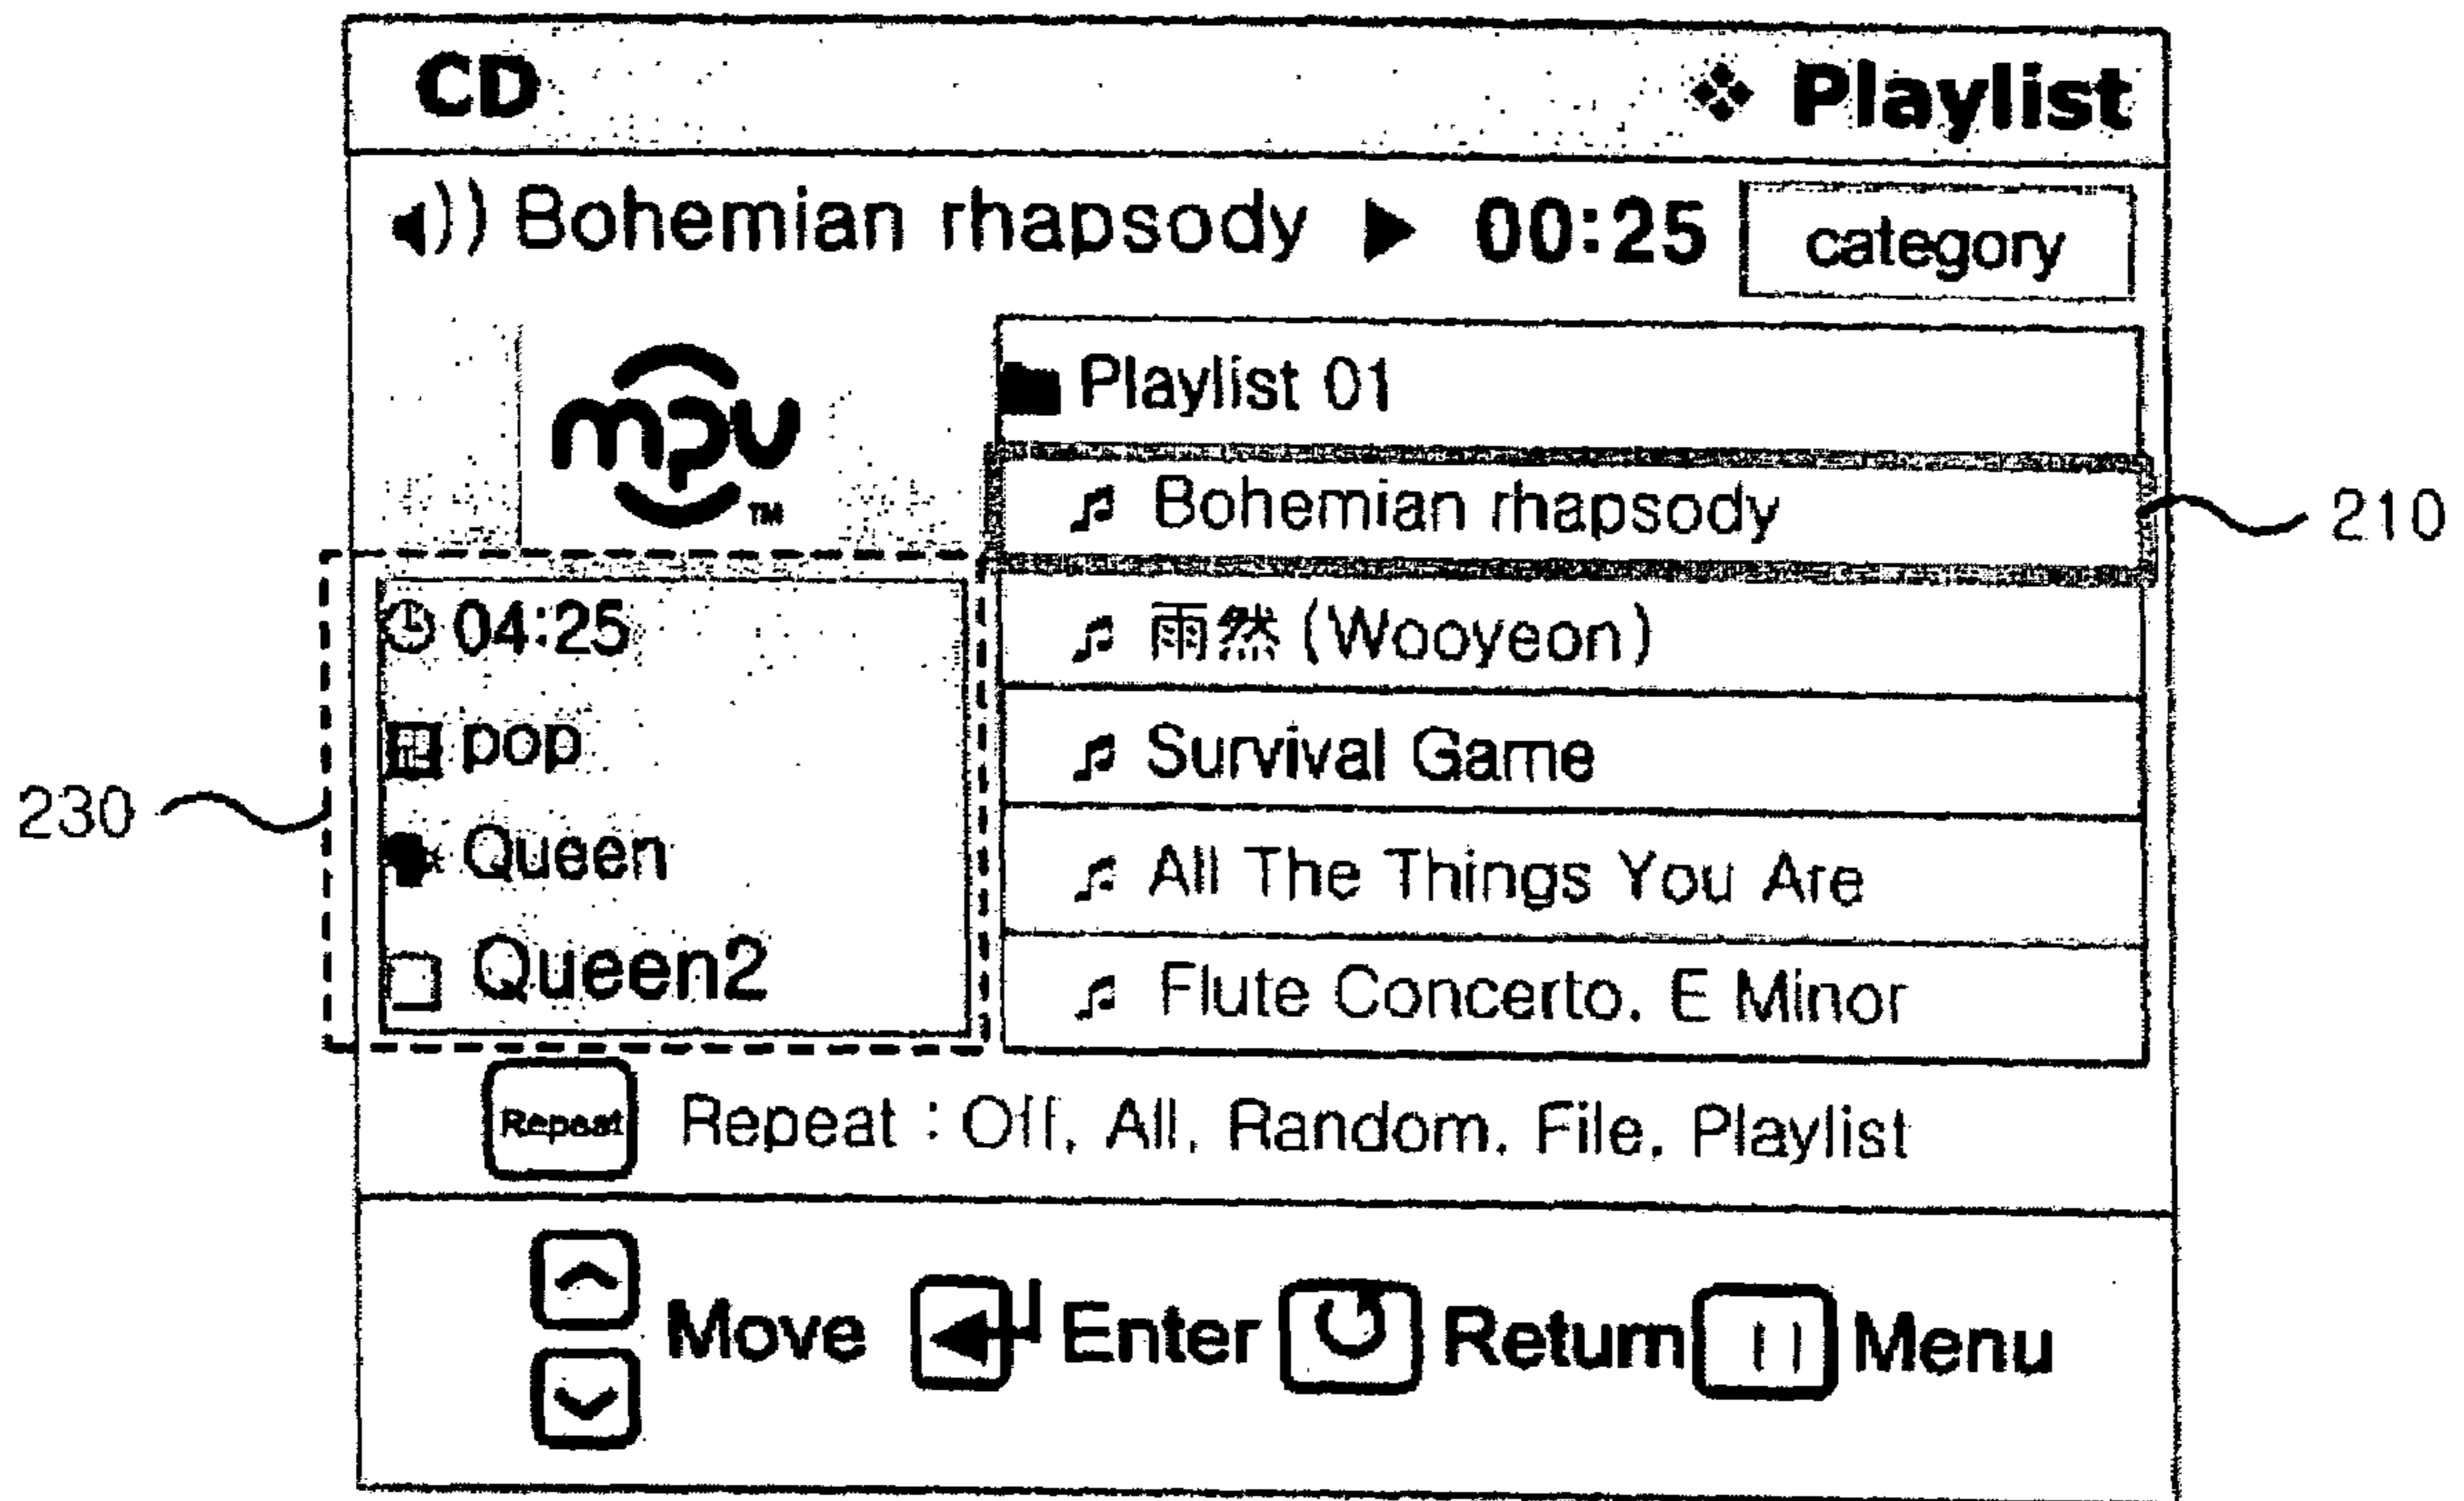 CD Playlist
Bohemian rhapsody 00:25 category
mpv TM
Playlist 01
Bohemian rhapsody
210
雨然 (Wooyeon)
Survival Game
All The Things You Are
Flute Concerto. E Minor
230
04:25
pop
Queen
Queen2
Repeat Repeat : Off, All, Random. File. Playlist
Move Enter Return Menu